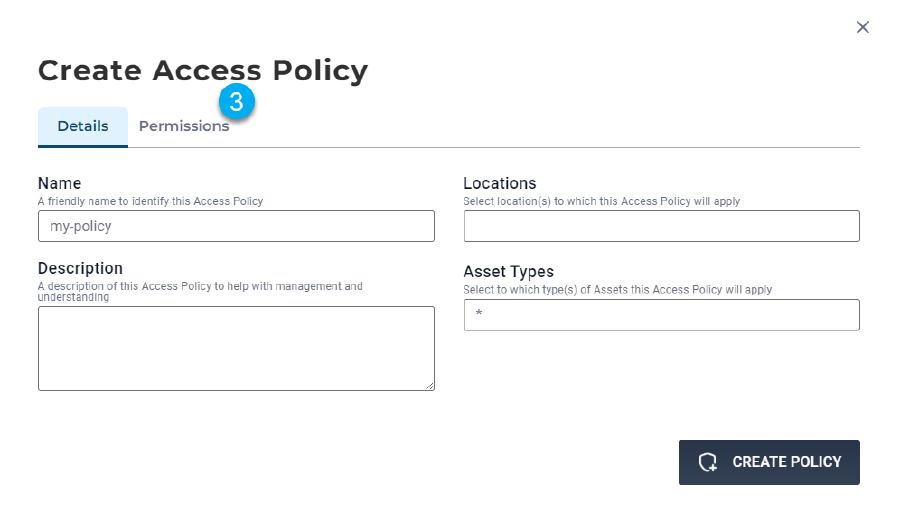 Create Access Policy
3
Details
Permissions
Name
A friendly name to identify this Access Policy
my-policy
Description
A description of this Access Policy to help with management and
understanding
Locations
Select location(s) to which this Access Policy will apply
Asset Types
Select to which type(s) of Assets this Access Policy will apply
*
CREATE POLICY